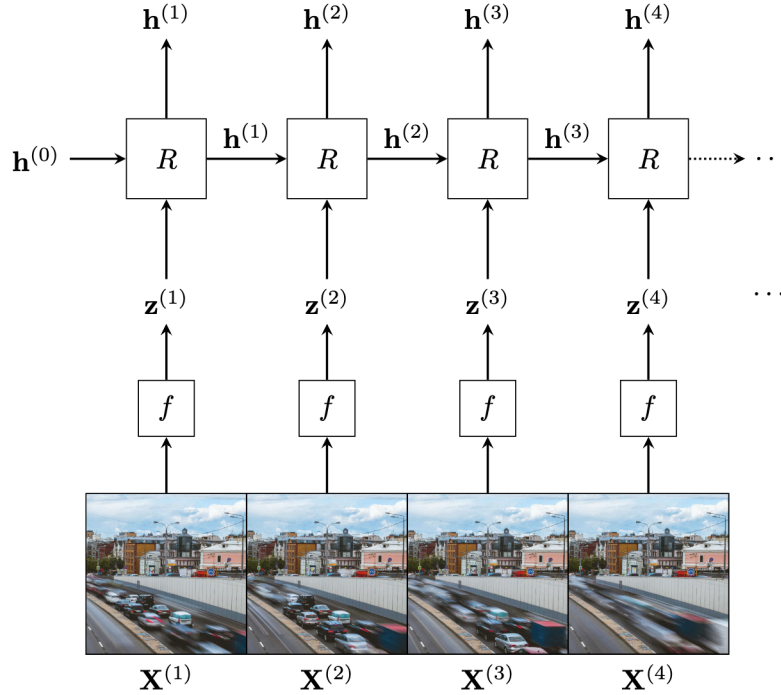 h^(1) h^(2) h^(3) h^(4)
h^(0) R h^(1) R h^(2) R h^(3) R ··
z^(1) z^(2) z^(3) z^(4) ···
f f f f
X^(1) X^(2) X^(3) X^(4)